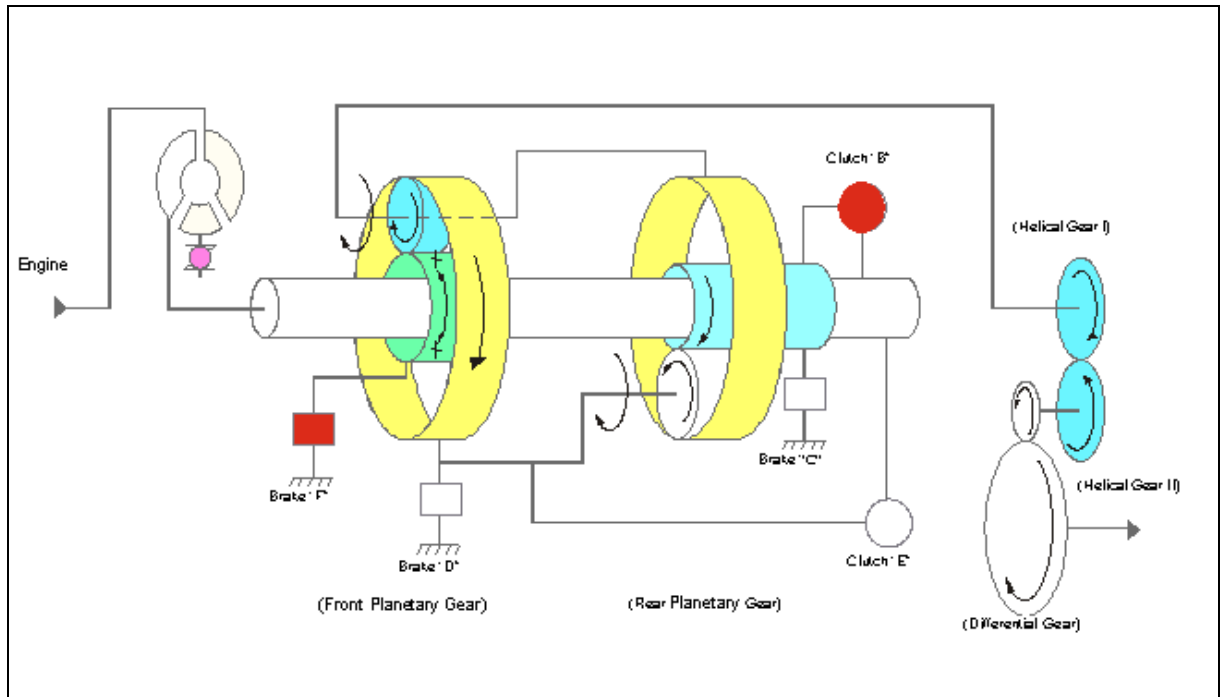 Clutch "B"
(Helical Gear I)
Engine
Brake "C"
(Helical Gear II)
Brake "F"
Brake "D"
Clutch "E"
(Front Planetary Gear)
(Rear Planetary Gear)
(Differential Gear)